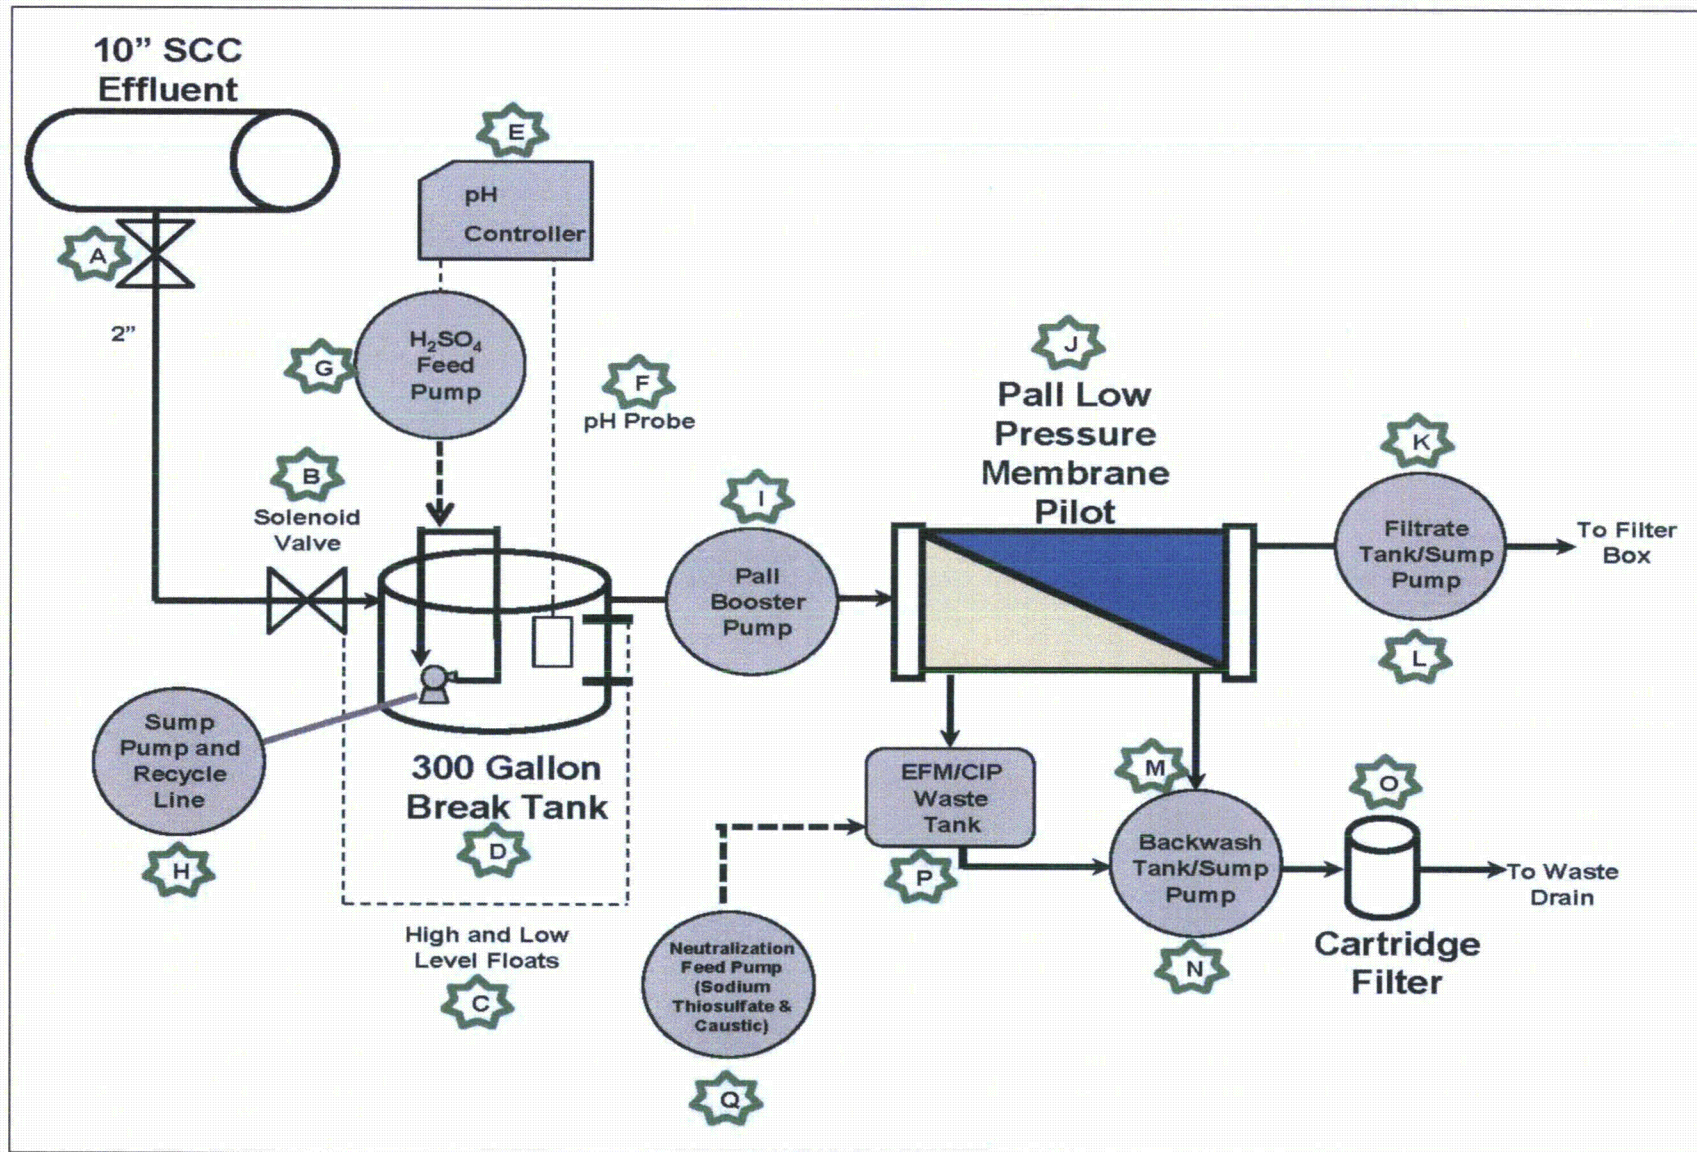 10” SCC
Effluent
A
2”
E
pH
Controller
G
H₂SO₄
Feed
Pump
F
pH Probe
B
Solenoid
Valve
H
Sump
Pump and
Recycle
Line
300 Gallon
Break Tank
D
High and Low
Level Floats
C
I
Pall
Booster
Pump
J
Pall Low
Pressure
Membrane
Pilot
K
Filtrate
Tank/Sump
Pump
L
To Filter
Box
EFM/CIP
Waste
Tank
P
M
Backwash
Tank/Sump
Pump
N
O
Cartridge
Filter
To Waste
Drain
Neutralization
Feed Pump
(Sodium
Thiosulfate &
Caustic)
Q